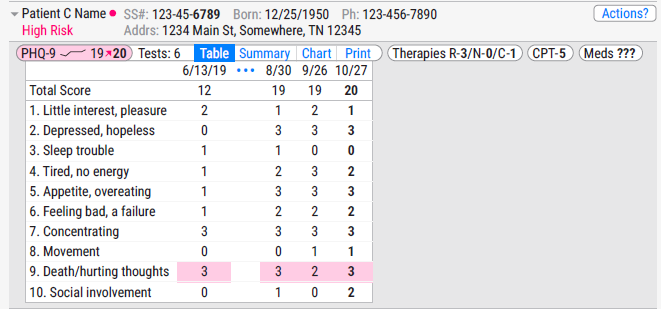 Patient C Name SS#: 123-45-6789 Born: 12/25/1950 Ph: 123-456-7890 Actions?
High Risk Addrs: 1234 Main St, Somewhere, TN 12345
PHQ-9 19↗20 Tests: 6 Table Summary Chart Print Therapies R-3/N-0/C-1 CPT-5 Meds ???
6/13/19 ••• 8/30 9/26 10/27
Total Score 12 19 19 20
1. Little interest, pleasure 2 1 2 1
2. Depressed, hopeless 0 3 3 3
3. Sleep trouble 1 1 0 0
4. Tired, no energy 1 2 3 2
5. Appetite, overeating 1 3 3 3
6. Feeling bad, a failure 1 2 2 2
7. Concentrating 3 3 3 3
8. Movement 0 0 1 1
9. Death/hurting thoughts 3 3 2 3
10. Social involvement 0 1 0 2